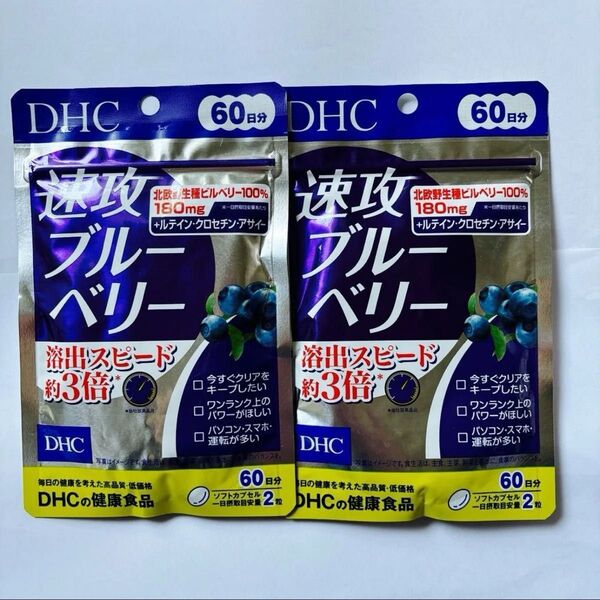 DHC
60日分
速攻
ブルー
ベリー
北欧野生種ビルベリー100%
180mg
+ルテイン・クロセチン・アサイー
溶出スピード
約3倍*
今すぐクリアを
キープしたい
ワンランク上の
パワーがほしい
パソコン・スマホ・
運転が多い
DHC
毎日の健康を考えた高品質・低価格
DHCの健康食品
60日分
ソフトカプセル
一日摂取目安量2粒
DHC
60日分
速攻
ブルー
ベリー
北欧野生種ビルベリー100%
180mg
+ルテイン・クロセチン・アサイー
溶出スピード
約3倍*
今すぐクリアを
キープしたい
ワンランク上の
パワーがほしい
パソコン・スマホ・
運転が多い
DHC
毎日の健康を考えた高品質・低価格
DHCの健康食品
60日分
ソフトカプセル
一日摂取目安量2粒